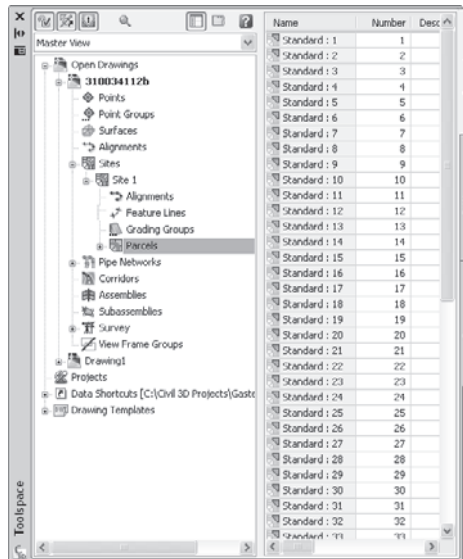 Master View
Open Drawings
310034112b
Points
Point Groups
Surfaces
Alignments
Sites
Site 1
Alignments
Feature Lines
Grading Groups
Parcels
Pipe Networks
Corridors
Assemblies
Subassemblies
Survey
View Frame Groups
Drawing1
Projects
Data Shortcuts [C:\Civil 3D Projects\Gaste
Drawing Templates
Toolspace
Name Number Desc
Standard : 1 1
Standard : 2 2
Standard : 3 3
Standard : 4 4
Standard : 5 5
Standard : 6 6
Standard : 7 7
Standard : 8 8
Standard : 9 9
Standard : 10 10
Standard : 11 11
Standard : 12 12
Standard : 13 13
Standard : 14 14
Standard : 15 15
Standard : 16 16
Standard : 17 17
Standard : 18 18
Standard : 19 19
Standard : 20 20
Standard : 21 21
Standard : 22 22
Standard : 23 23
Standard : 24 24
Standard : 25 25
Standard : 26 26
Standard : 27 27
Standard : 28 28
Standard : 29 29
Standard : 30 30
Standard : 31 31
Standard : 32 32
Standard : 33 33